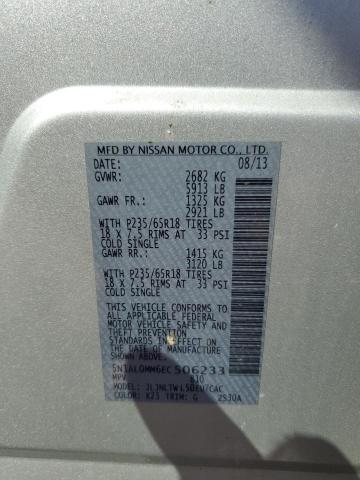 MFD BY NISSAN MOTOR CO., LTD.
DATE: 08/13
GVWR: 2682 KG
5913 LB
GAWR FR.: 1325 KG
2921 LB
WITH P235/65R18 TIRES
18 X 7.5 RIMS AT 33 PSI
COLD SINGLE
GAWR RR.: 1415 KG
3120 LB
WITH P235/65R18 TIRES
18 X 7.5 RIMS AT 33 PSI
COLD SINGLE
THIS VEHICLE CONFORMS TO
ALL APPLICABLE FEDERAL
MOTOR VEHICLE SAFETY
STANDARDS IN EFFECT
ON THE DATE OF
MANUFACTURE SHOWN
ABOVE.
5N1AL0MM6EC506233
MPV
MODEL:
COLOR: K23 TRIM: G 2S30A